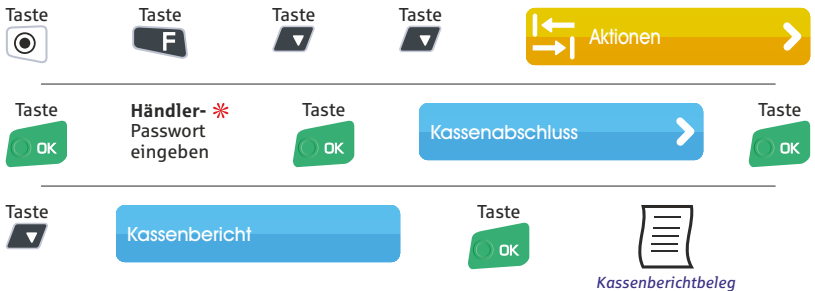 Taste Taste Taste Taste
F Aktionen
Taste Händler- Taste Taste
Passwort
eingeben
OK OK Kassenabschluss OK
Taste Taste
Kassenbericht OK
Kassenberichtbeleg